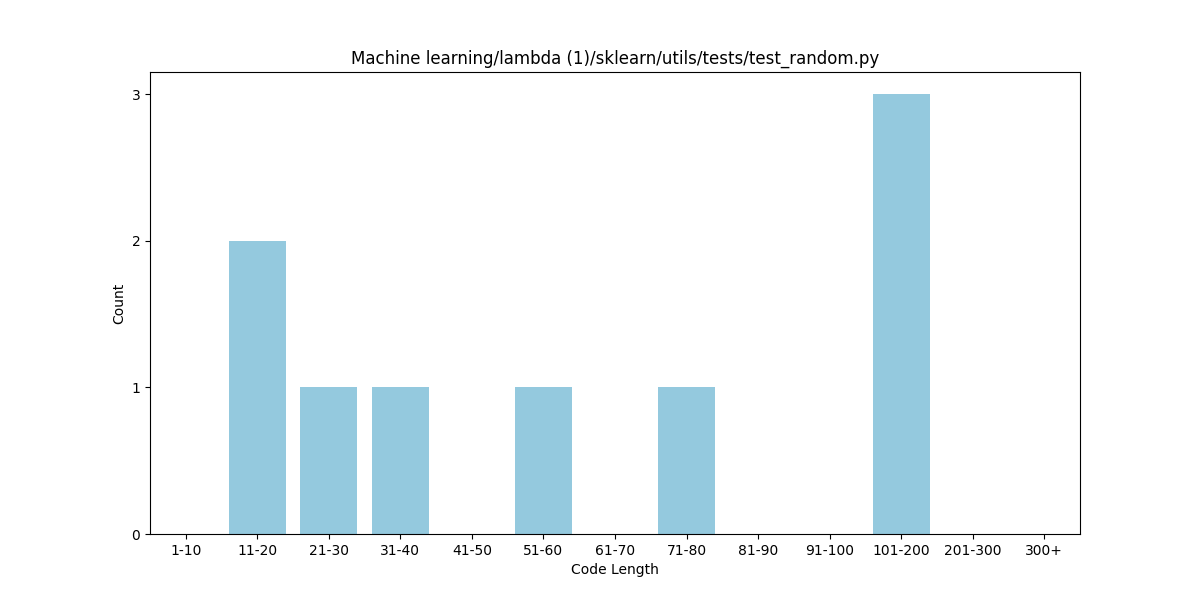 Machine learning/lambda (1)/sklearn/utils/tests/test_random.py
3
2
1
0
Count
1-10 11-20 21-30 31-40 41-50 51-60 61-70 71-80 81-90 91-100 101-200 201-300 300+
Code Length